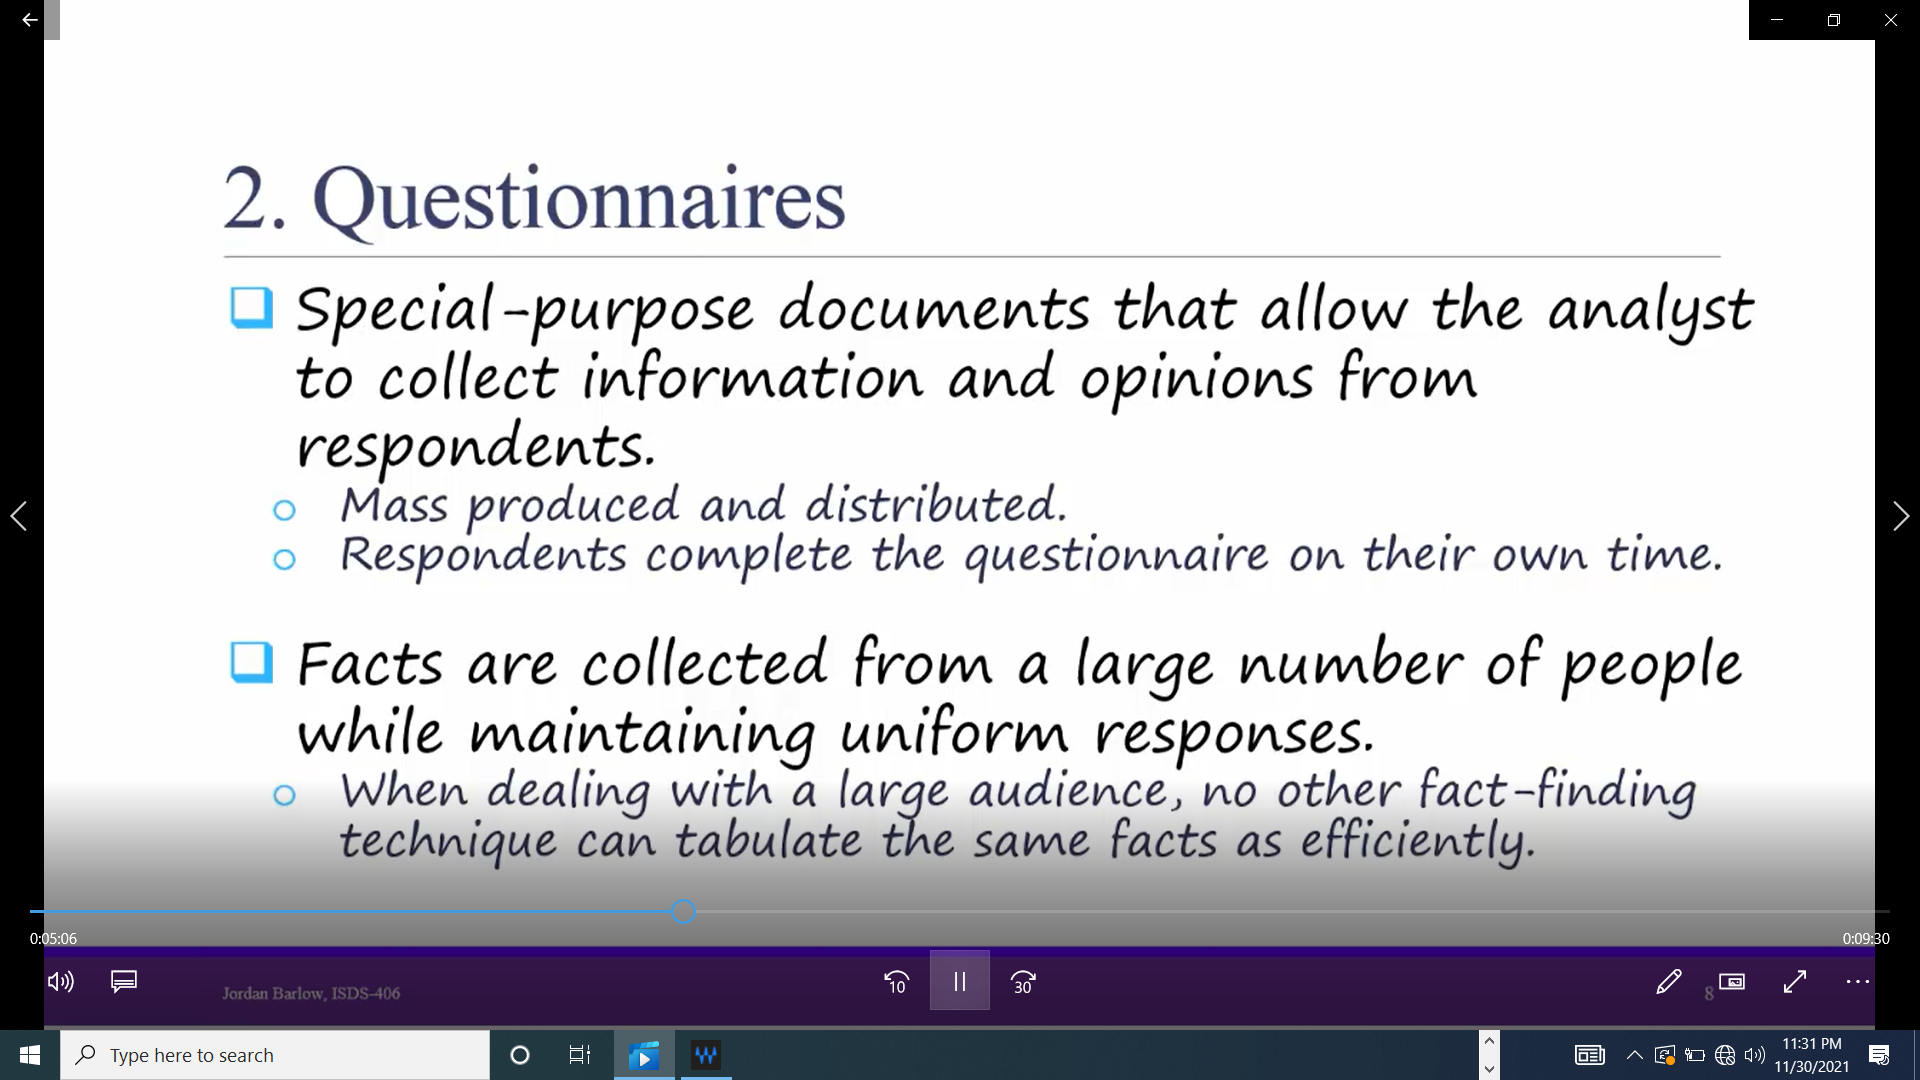 2. Questionnaires
Special-purpose documents that allow the analyst
to collect information and opinions from
respondents.
Mass produced and distributed.
Respondents complete the questionnaire on their own time.
Facts are collected from a large number of people
while maintaining uniform responses.
When dealing with a large audience, no other fact-finding
technique can tabulate the same facts as efficiently.
0:05:06
0:09:30
10
30
Jordan Barlow, ISDS-406
8
Type here to search
11:31 PM
11/30/2021